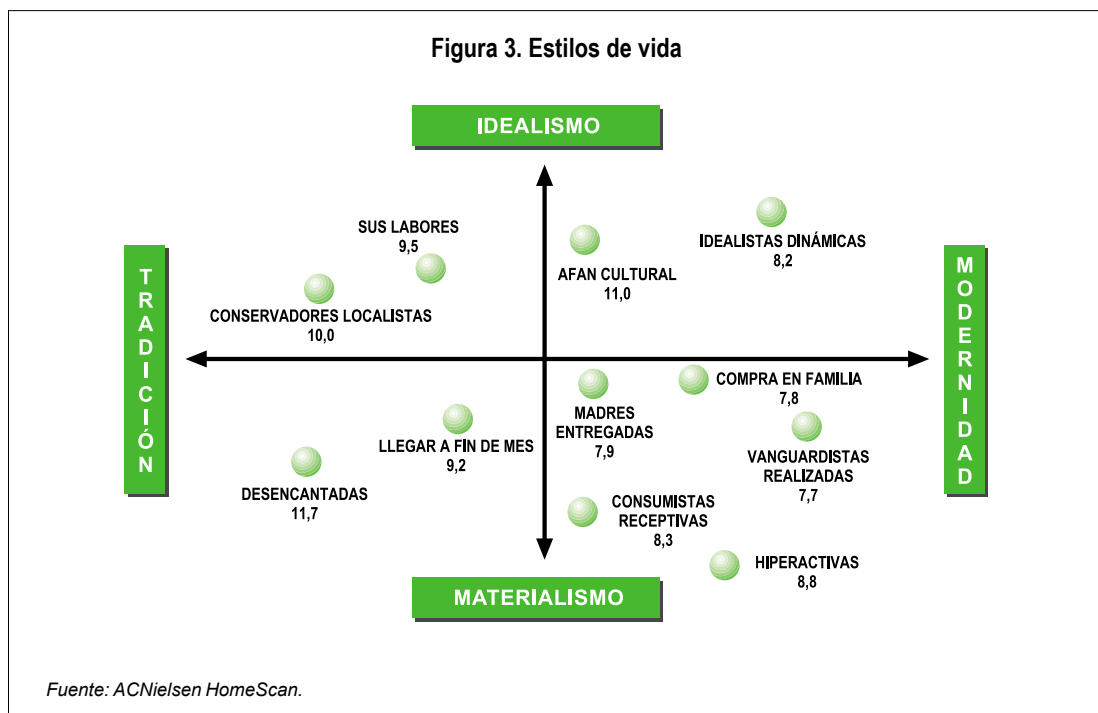 Figura 3. Estilos de vida
IDEALISMO
SUS LABORES
9,5
IDEALISTAS DINÁMICAS
8,2
AFAN CULTURAL
11,0
CONSERVADORES LOCALISTAS
10,0
TRADICIÓN
MODERNIDAD
COMPRA EN FAMILIA
7,8
MADRES
ENTREGADAS
7,9
LLEGAR A FIN DE MES
9,2
VANGUARDISTAS
REALIZADAS
7,7
DESENCANTADAS
11,7
CONSUMISTAS
RECEPTIVAS
8,3
HIPERACTIVAS
8,8
MATERIALISMO
Fuente: ACNielsen HomeScan.